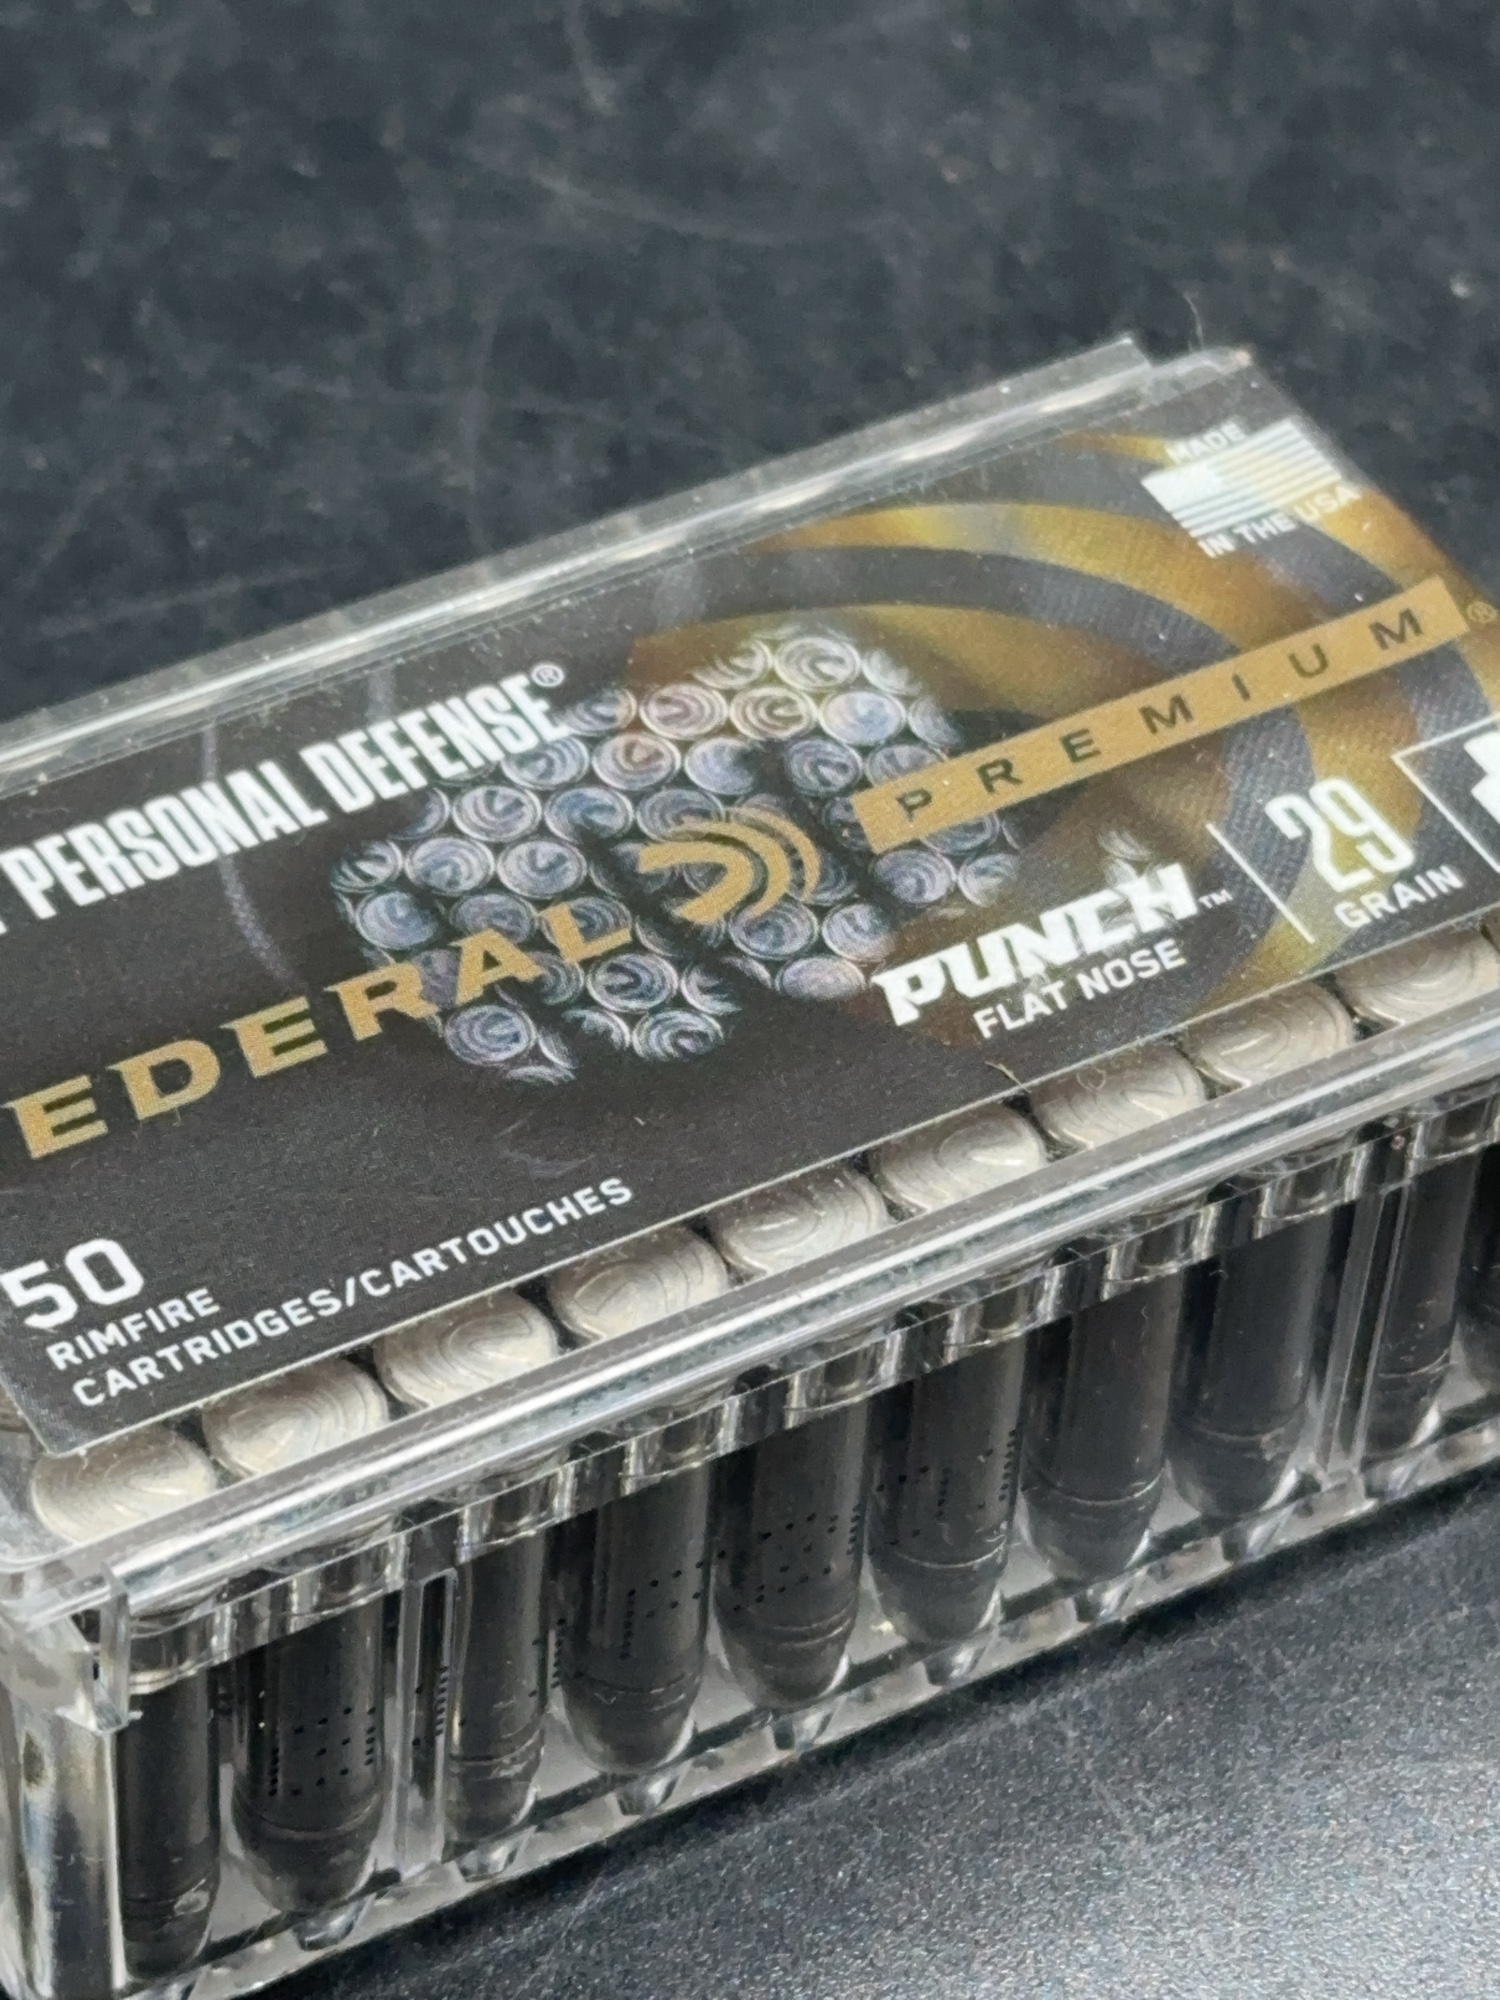 PERSONAL DEFENSE®
MADE
IN THE USA
EDERAL PREMIUM®
PUNCH™
FLAT NOSE
29
GRAIN
50
RIMFIRE
CARTRIDGES/CARTOUCHES